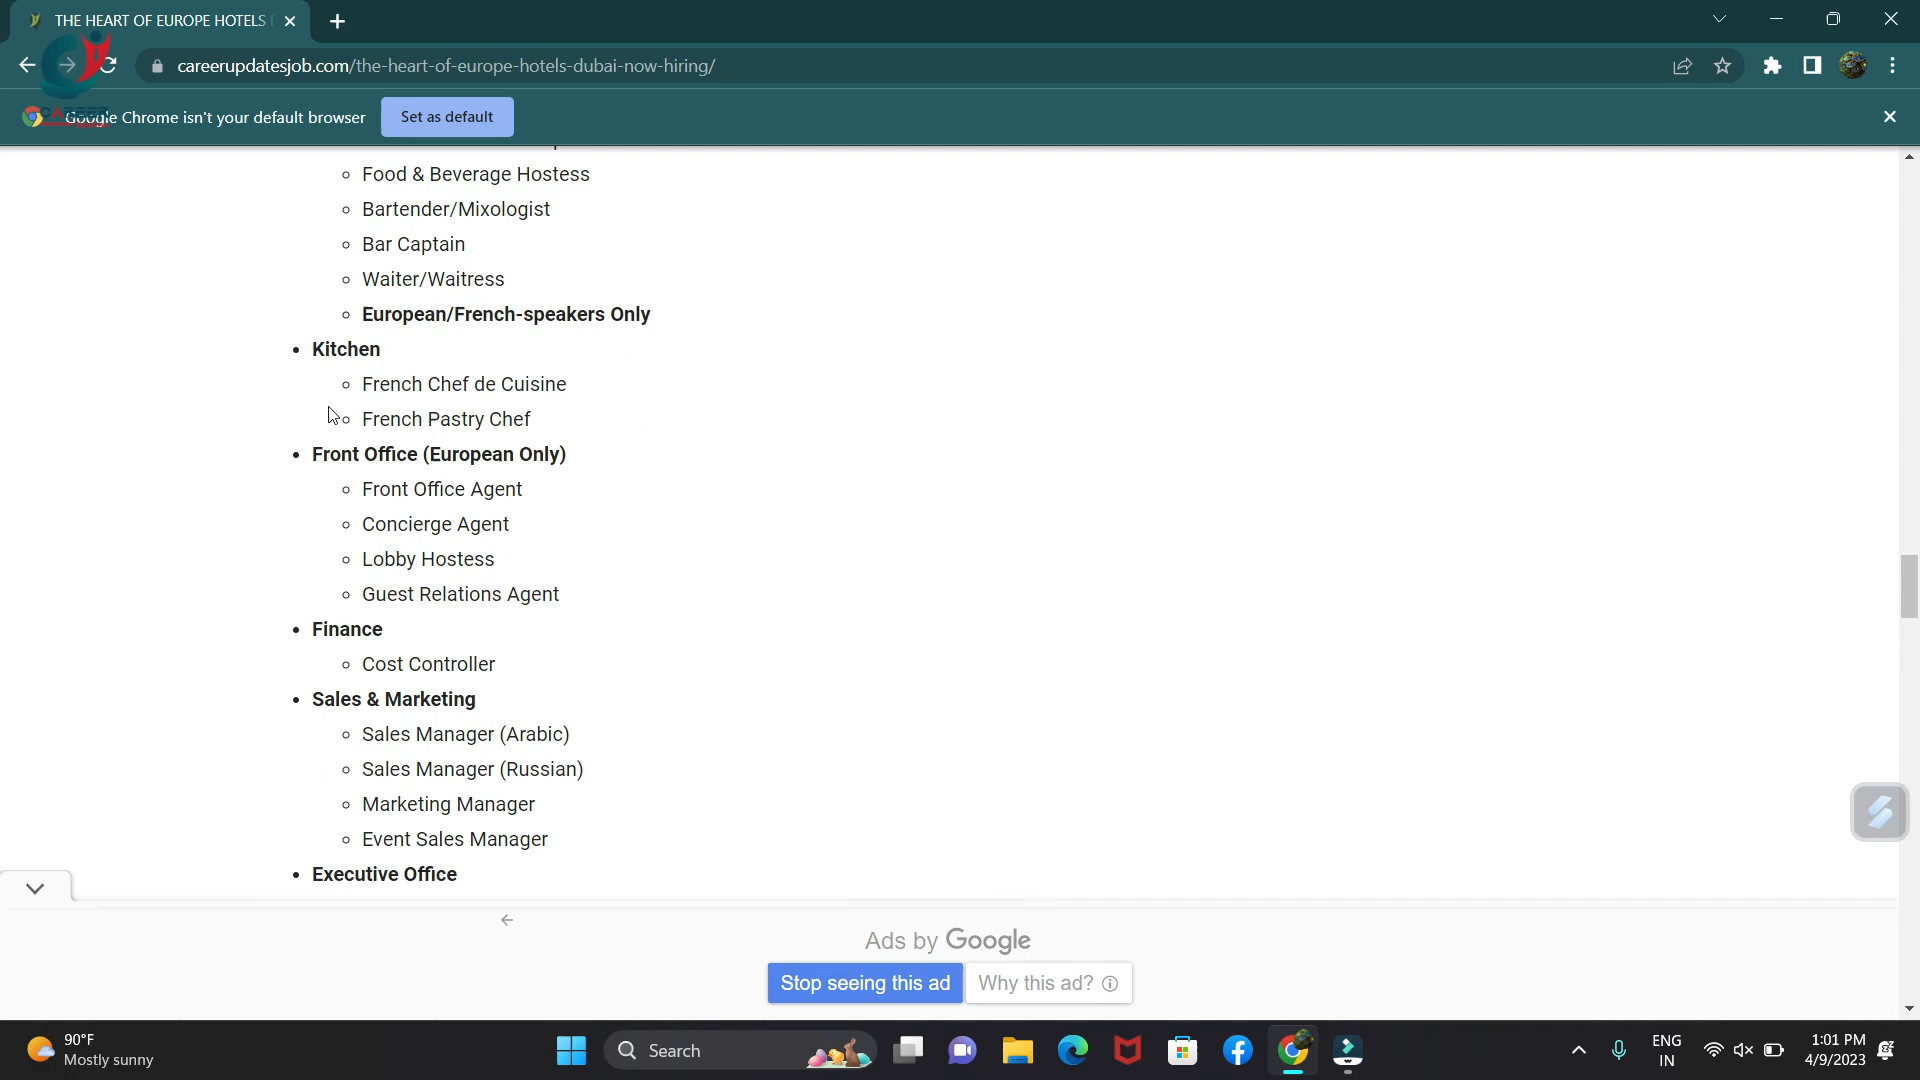 THE HEART OF EUROPE HOTELS
careerupdatesjob.com/the-heart-of-europe-hotels-dubai-now-hiring/
Google Chrome isn't your default browser
Set as default
Food & Beverage Hostess
Bartender/Mixologist
Bar Captain
Waiter/Waitress
European/French-speakers Only
Kitchen
French Chef de Cuisine
French Pastry Chef
Front Office (European Only)
Front Office Agent
Concierge Agent
Lobby Hostess
Guest Relations Agent
Finance
Cost Controller
Sales & Marketing
Sales Manager (Arabic)
Sales Manager (Russian)
Marketing Manager
Event Sales Manager
Executive Office
Ads by Google
Stop seeing this ad
Why this ad?
90°F
Mostly sunny
Search
ENG
IN
1:01 PM
4/9/2023